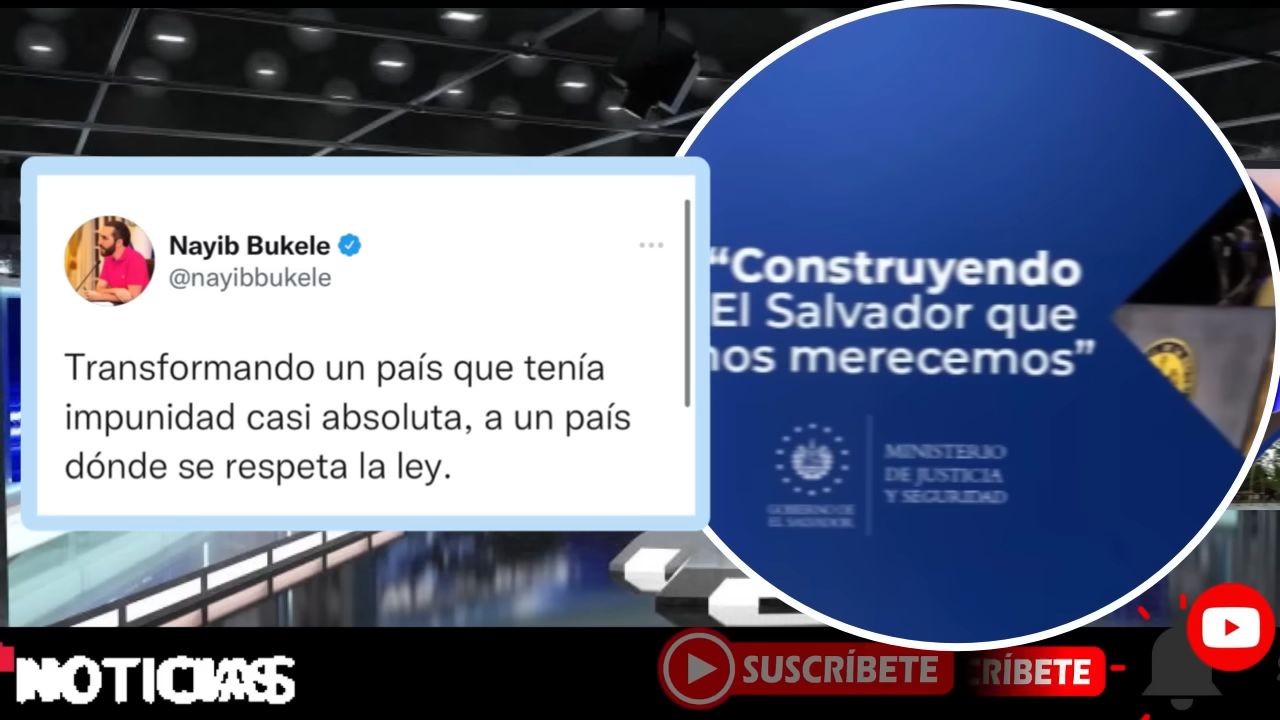 Nayib Bukele
@nayibbukele
Transformando un país que tenía
impunidad casi absoluta, a un país
dónde se respeta la ley.
“Construyendo
El Salvador que
nos merecemos”
MINISTERIO
DE JUSTICIA
Y SEGURIDAD
GOBIERNO DE
EL SALVADOR
NOTICIAS
SUSCRÍBETE
CRÍBETE